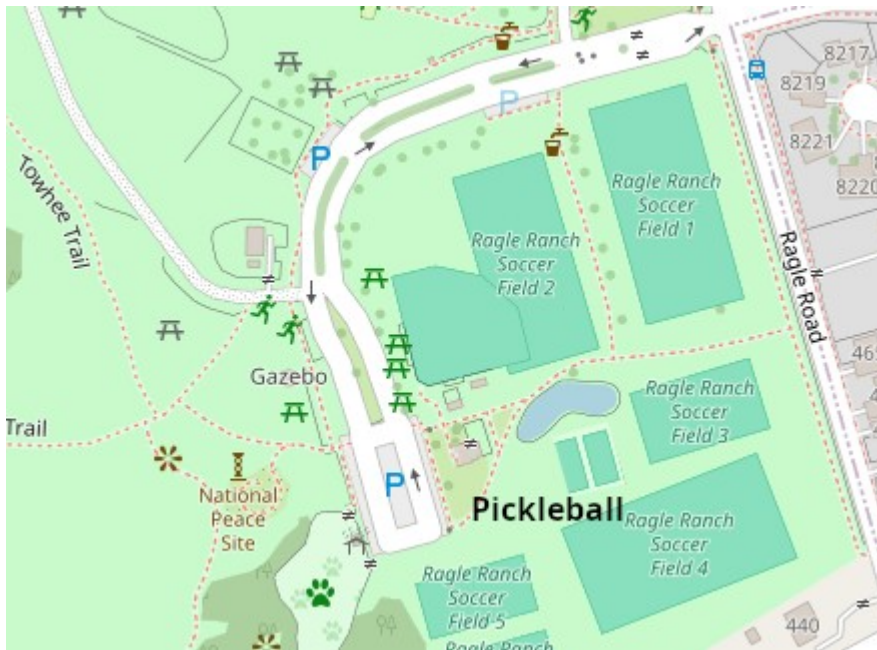 8217
8219
8221
8220
P
P
Towhee Trail
Ragle Ranch
Soccer
Field 1
Ragle Ranch
Soccer
Field 2
Ragle Road
Gazebo
Ragle Ranch
Soccer
Field 3
Trail
P
National
Peace
Site
Pickleball
Ragle Ranch
Soccer
Field 4
Ragle Ranch
Soccer
Field 5
Ragle Ranch
440